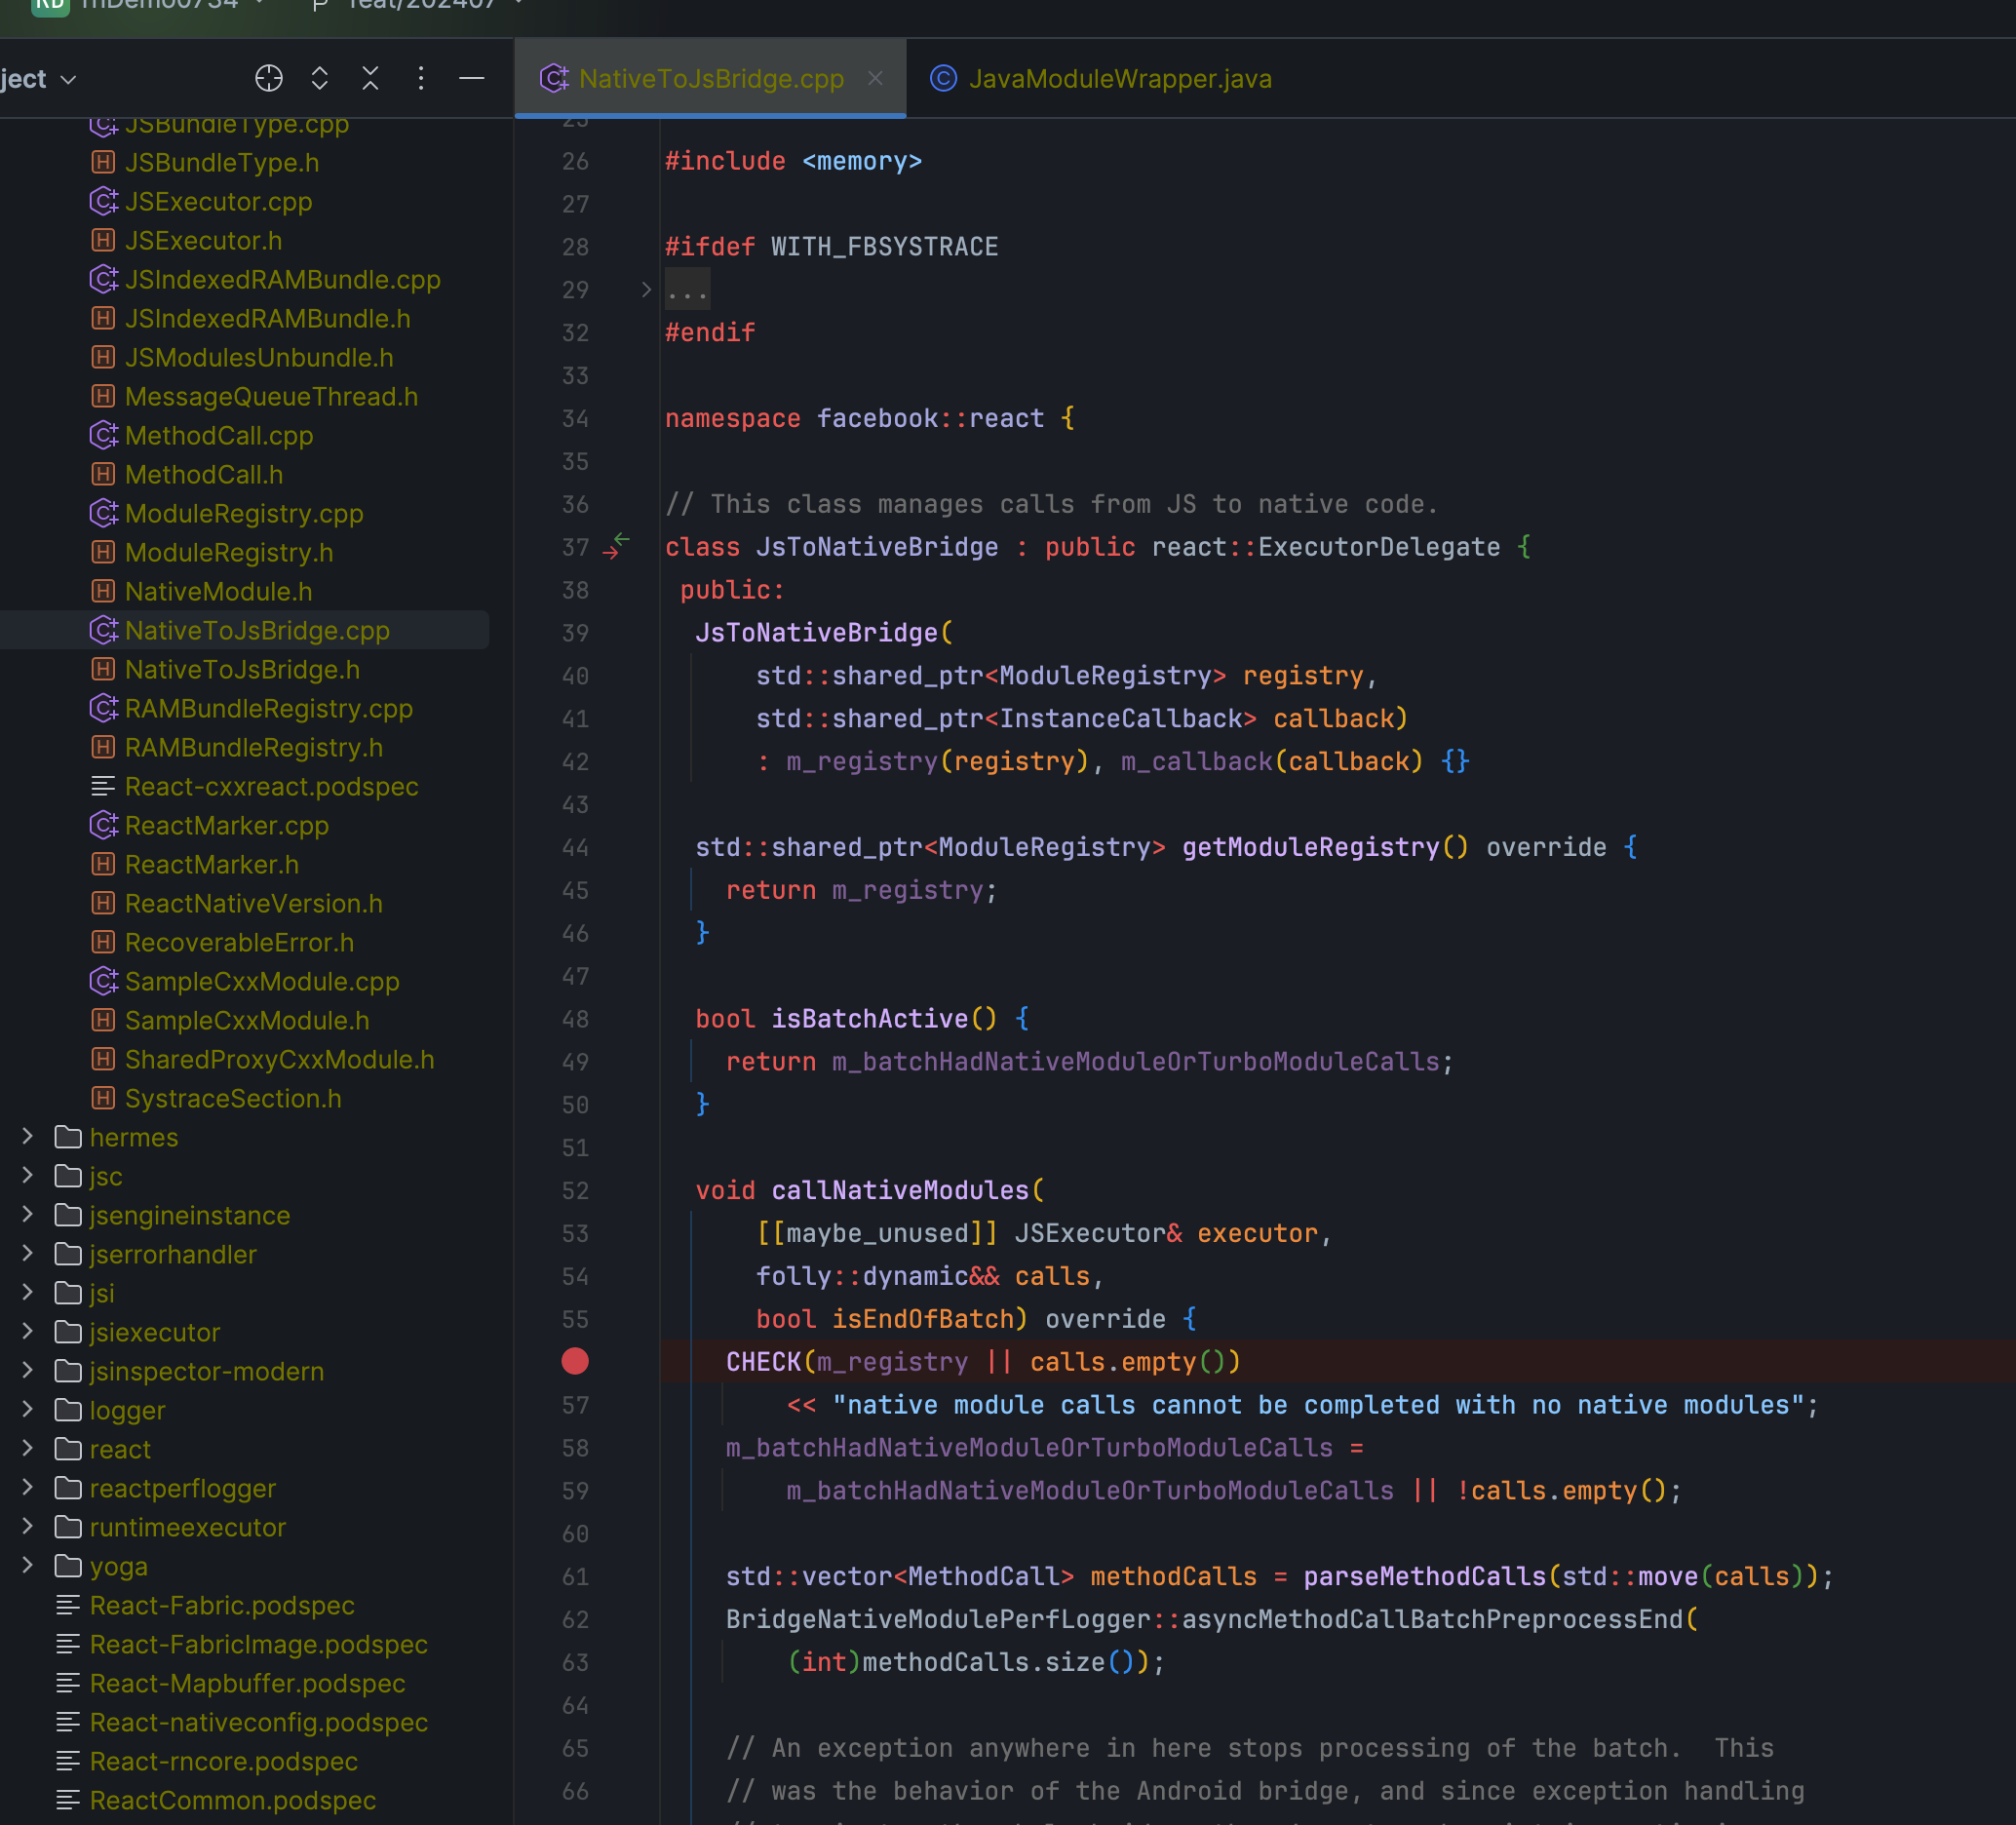 RD rnDemo0734 feat/202407
ject
NativeToJsBridge.cpp
JavaModuleWrapper.java
JSBundleType.cpp
JSBundleType.h
JSExecutor.cpp
JSExecutor.h
JSIndexedRAMBundle.cpp
JSIndexedRAMBundle.h
JSModulesUnbundle.h
MessageQueueThread.h
MethodCall.cpp
MethodCall.h
ModuleRegistry.cpp
ModuleRegistry.h
NativeModule.h
NativeToJsBridge.cpp
NativeToJsBridge.h
RAMBundleRegistry.cpp
RAMBundleRegistry.h
React-cxxreact.podspec
ReactMarker.cpp
ReactMarker.h
ReactNativeVersion.h
RecoverableError.h
SampleCxxModule.cpp
SampleCxxModule.h
SharedProxyCxxModule.h
SystraceSection.h
hermes
jsc
jsengineinstance
jserrorhandler
jsi
jsiexecutor
jsinspector-modern
logger
react
reactperflogger
runtimeexecutor
yoga
React-Fabric.podspec
React-FabricImage.podspec
React-Mapbuffer.podspec
React-nativeconfig.podspec
React-rncore.podspec
ReactCommon.podspec
25
26 #include <memory>
27
28 #ifdef WITH_FBSYSTRACE
29 ...
32 #endif
33
34 namespace facebook::react {
35
36 // This class manages calls from JS to native code.
37 class JsToNativeBridge : public react::ExecutorDelegate {
38 public:
39 JsToNativeBridge(
40 std::shared_ptr<ModuleRegistry> registry,
41 std::shared_ptr<InstanceCallback> callback)
42 : m_registry(registry), m_callback(callback) {}
43
44 std::shared_ptr<ModuleRegistry> getModuleRegistry() override {
45 return m_registry;
46 }
47
48 bool isBatchActive() {
49 return m_batchHadNativeModuleOrTurboModuleCalls;
50 }
51
52 void callNativeModules(
53 [[maybe_unused]] JSExecutor& executor,
54 folly::dynamic&& calls,
55 bool isEndOfBatch) override {
CHECK(m_registry || calls.empty())
57 << "native module calls cannot be completed with no native modules";
58 m_batchHadNativeModuleOrTurboModuleCalls =
59 m_batchHadNativeModuleOrTurboModuleCalls || !calls.empty();
60
61 std::vector<MethodCall> methodCalls = parseMethodCalls(std::move(calls));
62 BridgeNativeModulePerfLogger::asyncMethodCallBatchPreprocessEnd(
63 (int)methodCalls.size());
64
65 // An exception anywhere in here stops processing of the batch.  This
66 // was the behavior of the Android bridge, and since exception handling